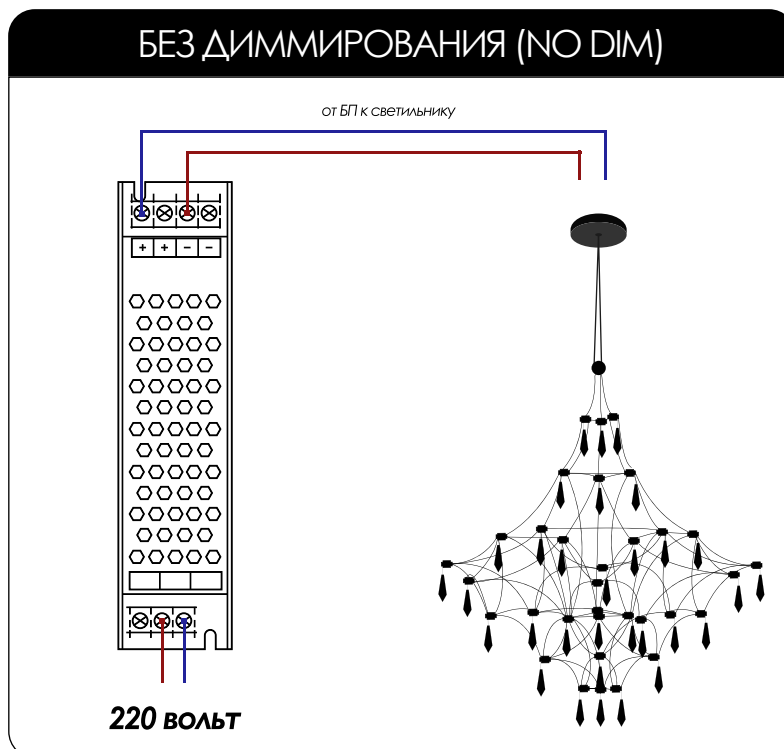 БЕЗ ДИММИРОВАНИЯ (NO DIM)
от БП к светильнику
+ + − −
220 вольт